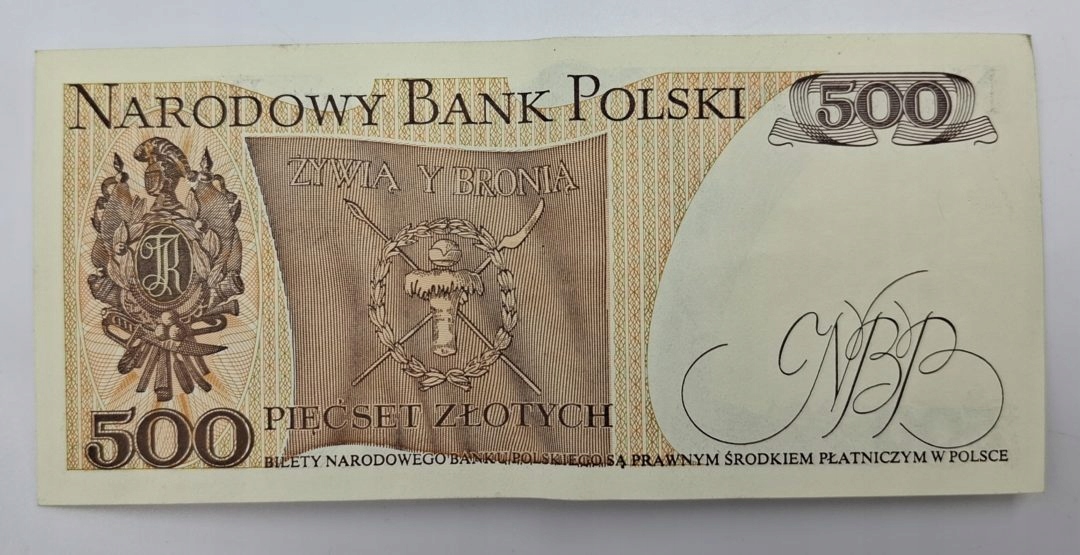 NARODOWY BANK POLSKI
500
ŻYWIĄ Y BRONIĄ
TK
500
PIĘĆSET ZŁOTYCH
NBP
BILETY NARODOWEGO BANKU POLSKIEGO SĄ PRAWNYM ŚRODKIEM PŁATNICZYM W POLSCE